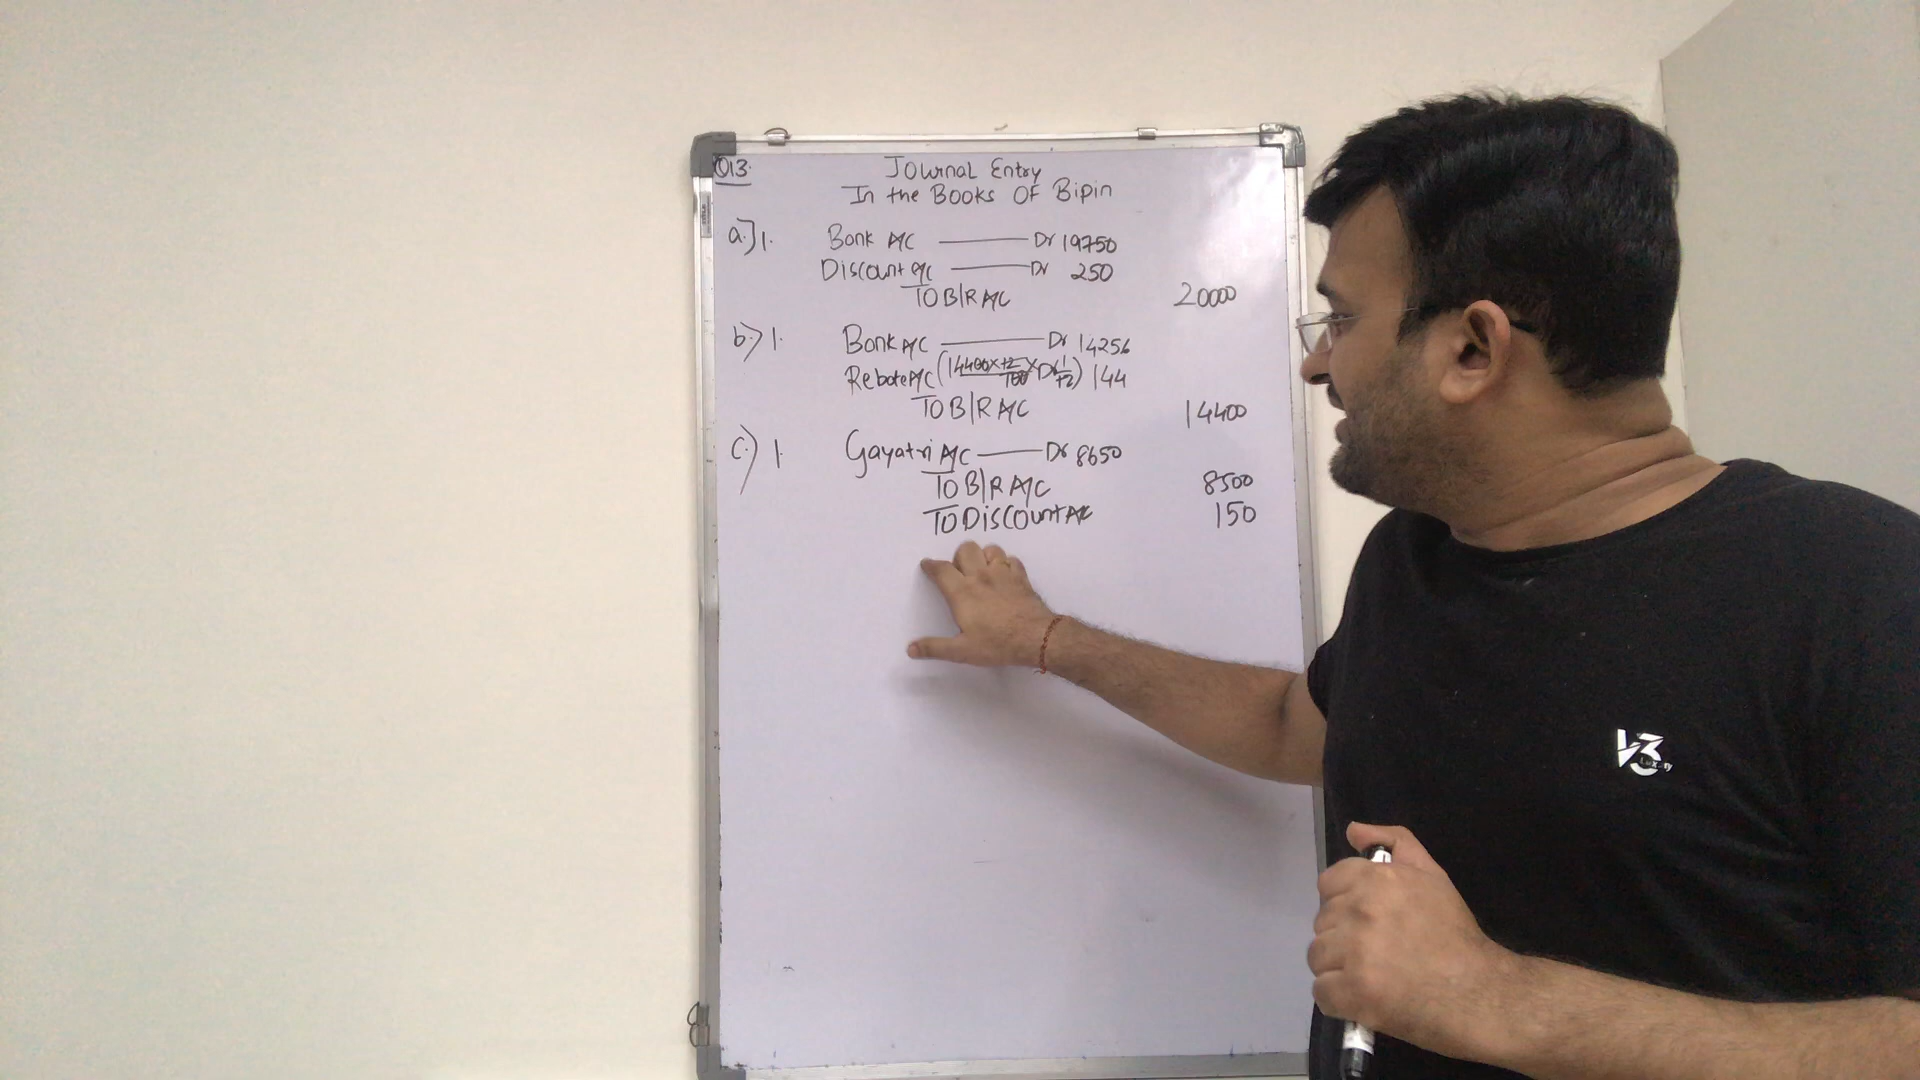 Q13. Journal Entry
In the Books Of Bipin
a.] 1. Bank A/C ——— Dr 19750
Discount A/C ——— Dr 250
TO B/R A/C 20000
b.) 1. Bank A/C ——— Dr 14256
Rebate A/C (14400 x 12/100 x 1/12) Dr 144
TO B/R A/C 14400
c.) 1. Gayatri A/C ——— Dr 8650
TO B/R A/C 8500
TO Discount A/C 150
V3
Luxury